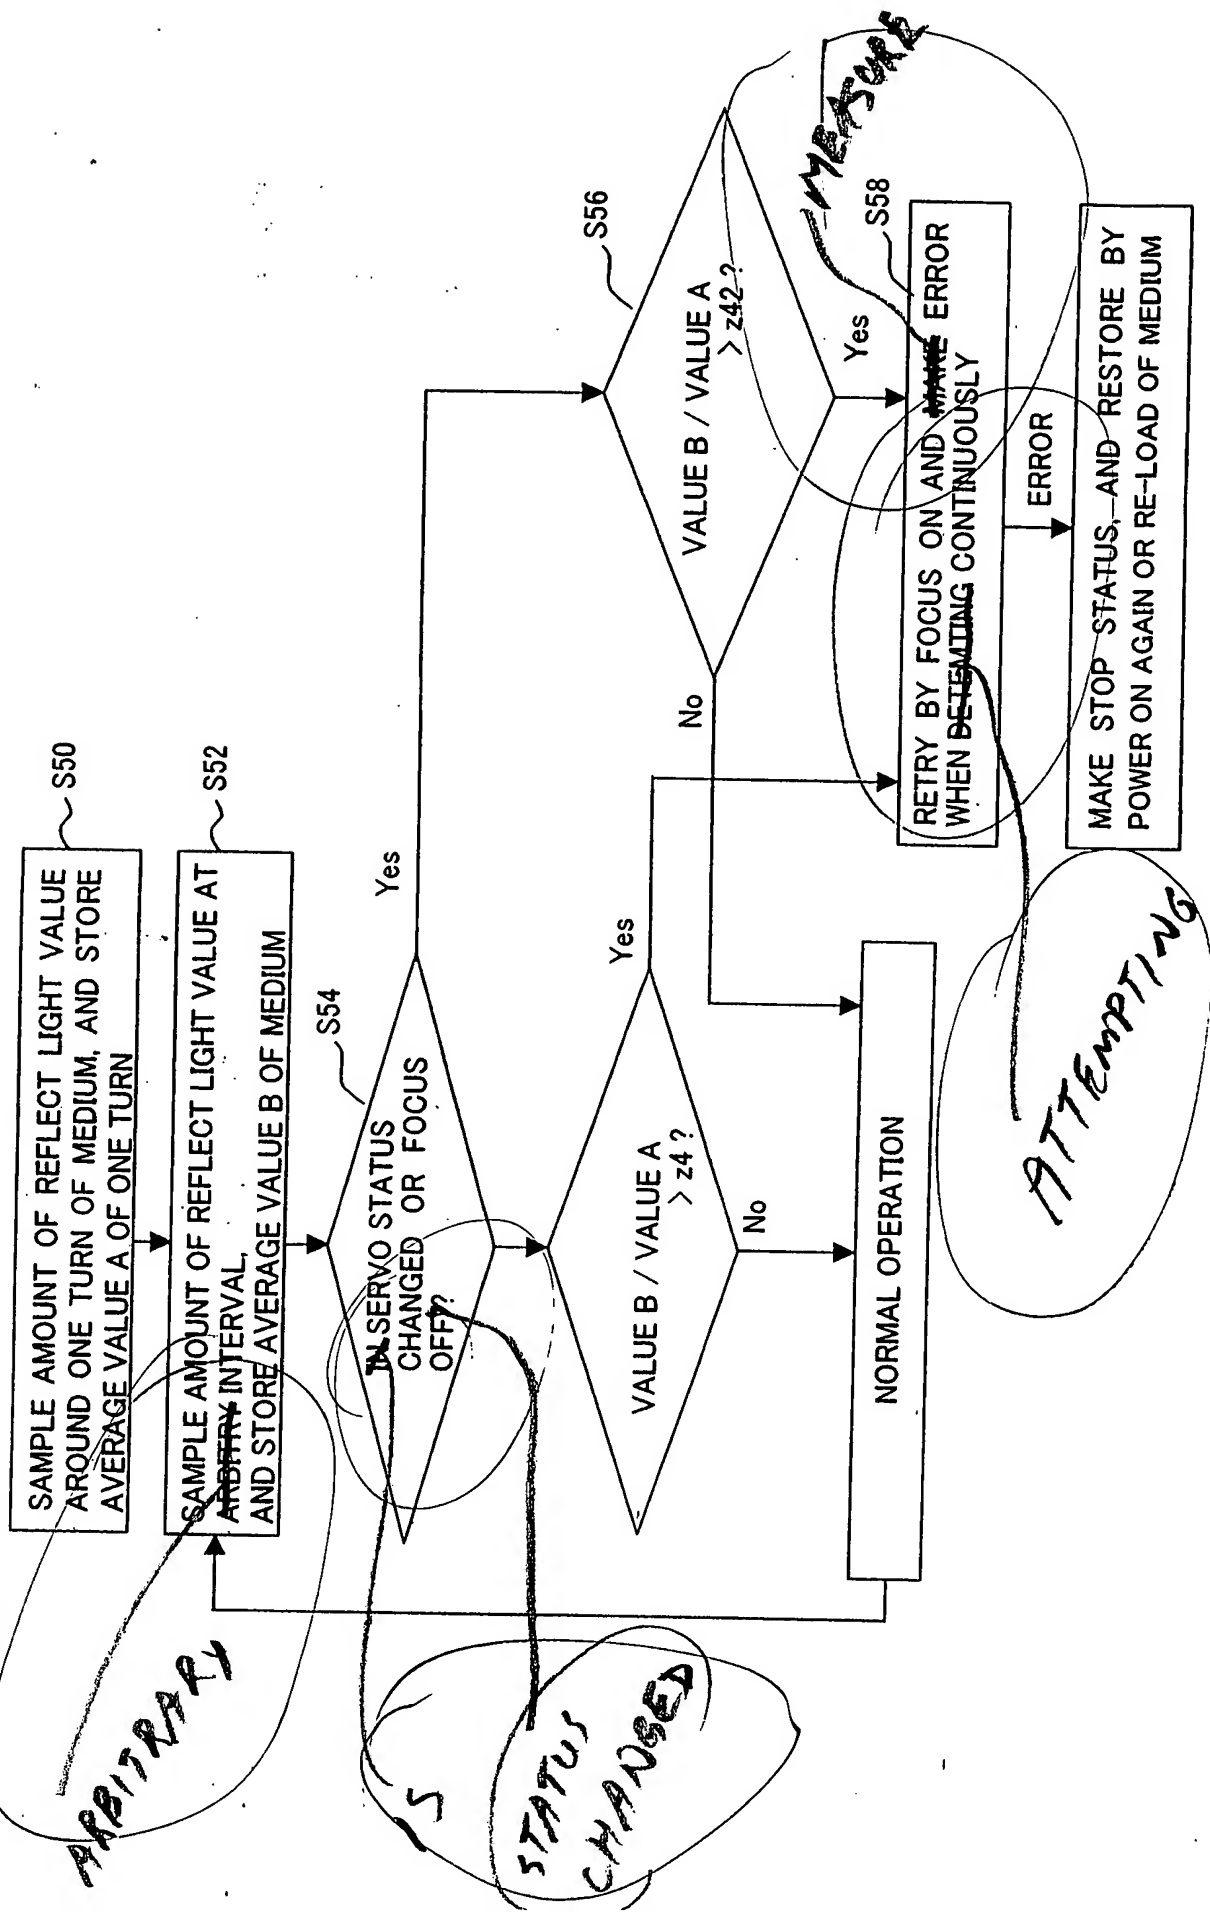 SAMPLE AMOUNT OF REFLECT LIGHT VALUE
AROUND ONE TURN OF MEDIUM, AND STORE
AVERAGE VALUE A OF ONE TURN
S50
SAMPLE AMOUNT OF REFLECT LIGHT VALUE AT
ARBITRY INTERVAL,
AND STORE AVERAGE VALUE B OF MEDIUM
S52
ARBITRARY
SERVO STATUS
CHANGED OR FOCUS
OFF?
S54
Yes
S
STATUS
CHANGED
VALUE B / VALUE A
> z4 ?
Yes
No
VALUE B / VALUE A
> z42 ?
S56
Yes
No
NORMAL OPERATION
MEASURE
S58
RETRY BY FOCUS ON AND MAKE ERROR
WHEN CONTINUOUSLY
ATTEMPTING
ERROR
MAKE STOP STATUS, AND RESTORE BY
POWER ON AGAIN OR RE-LOAD OF MEDIUM